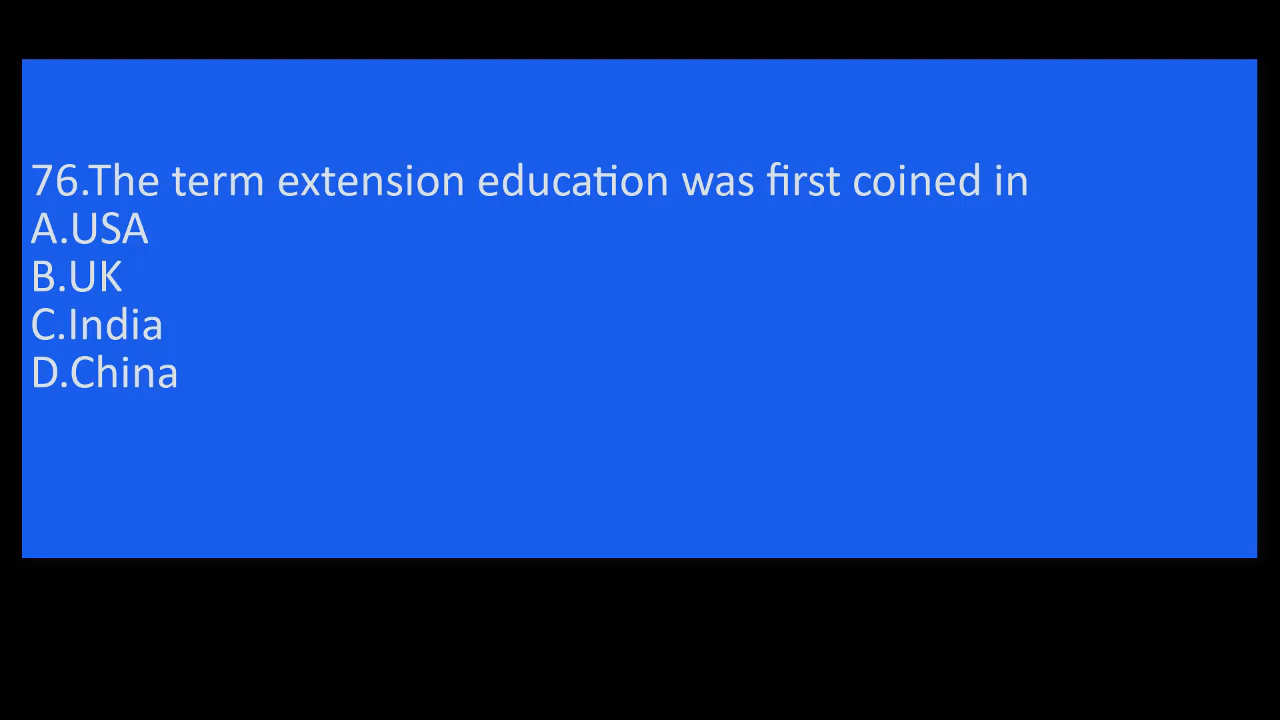 76.The term extension education was first coined in
A.USA
B.UK
C.India
D.China